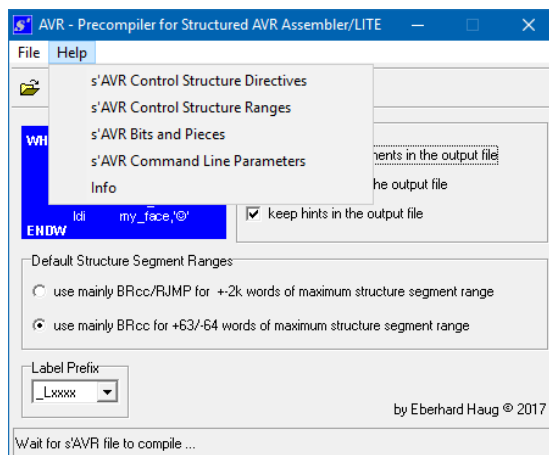 s' AVR - Precompiler for Structured AVR Assembler/LITE
File Help
s'AVR Control Structure Directives
s'AVR Control Structure Ranges
s'AVR Bits and Pieces
s'AVR Command Line Parameters
Info
WH
ldi my_face,'☺'
ENDW
ents in the output file
he output file
keep hints in the output file
Default Structure Segment Ranges
use mainly BRcc/RJMP for +-2k words of maximum structure segment range
use mainly BRcc for +63/-64 words of maximum structure segment range
Label Prefix
_Lxxxx
by Eberhard Haug © 2017
Wait for s'AVR file to compile ...